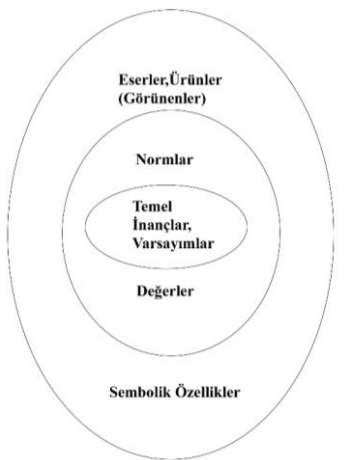 Eserler,Ürünler
(Görünenler)
Normlar
Temel
İnançlar,
Varsayımlar
Değerler
Sembolik Özellikler